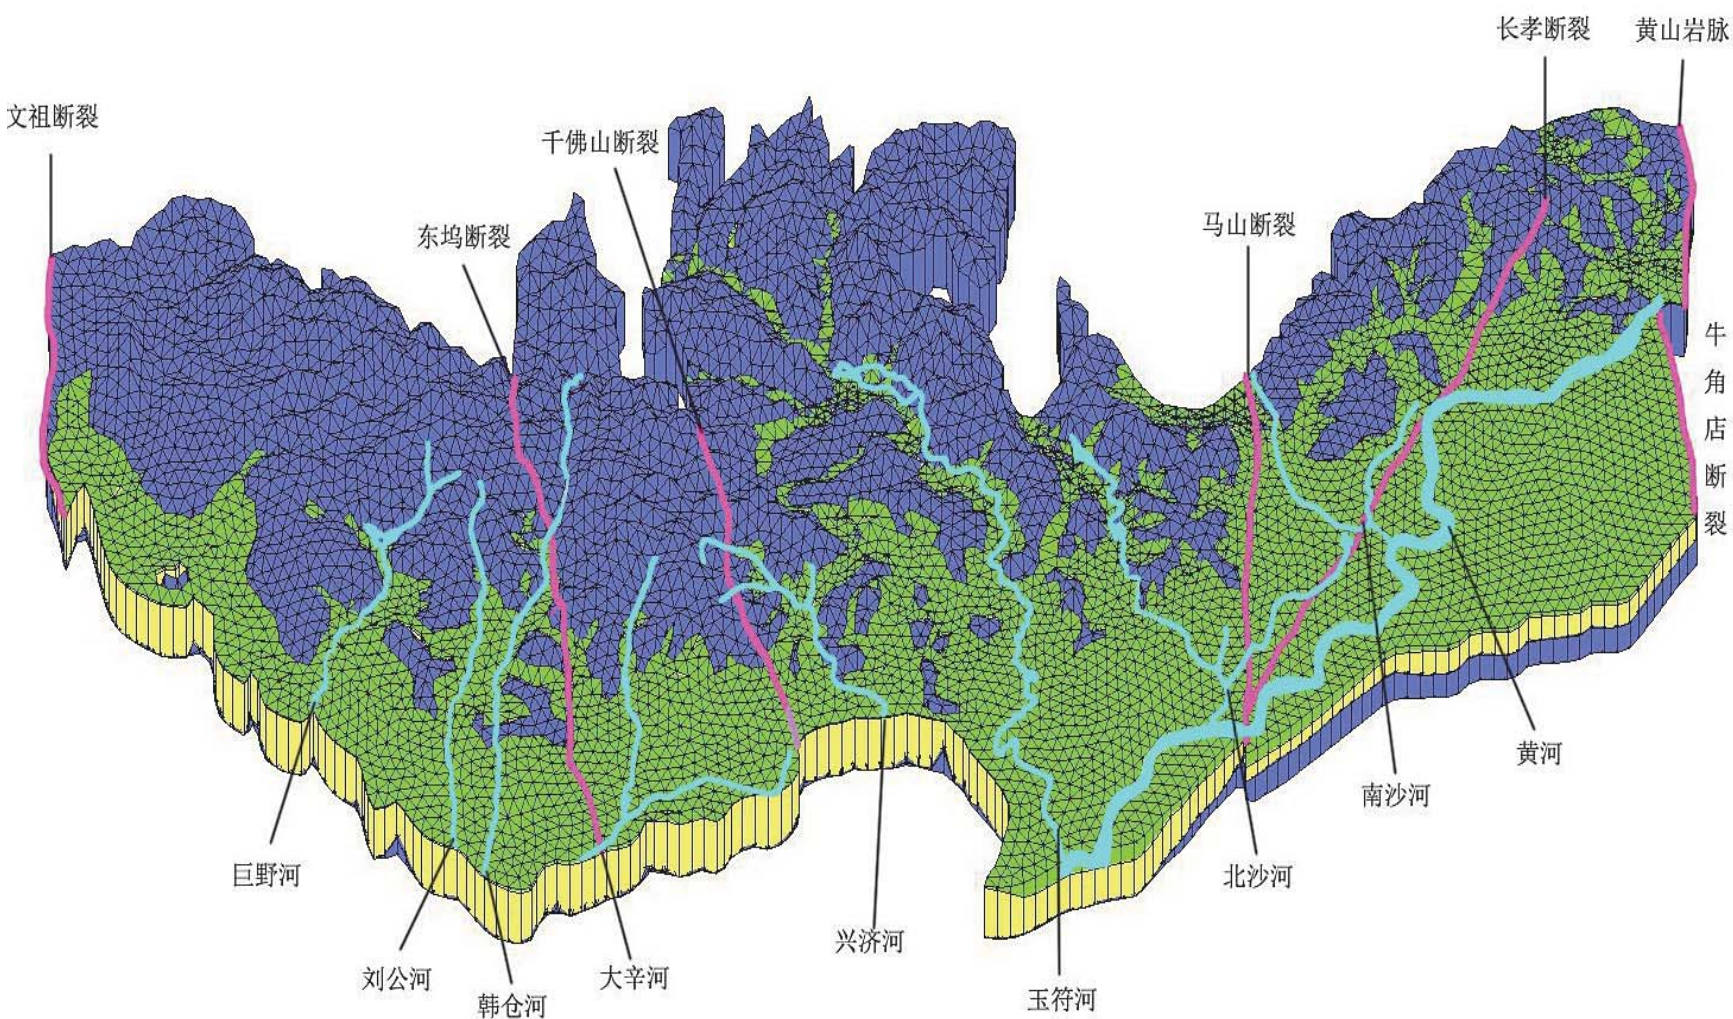 长孝断裂
黄山岩脉
文祖断裂
千佛山断裂
东坞断裂
马山断裂
牛角店断裂
黄河
南沙河
巨野河
北沙河
兴济河
刘公河
大辛河
韩仓河
玉符河